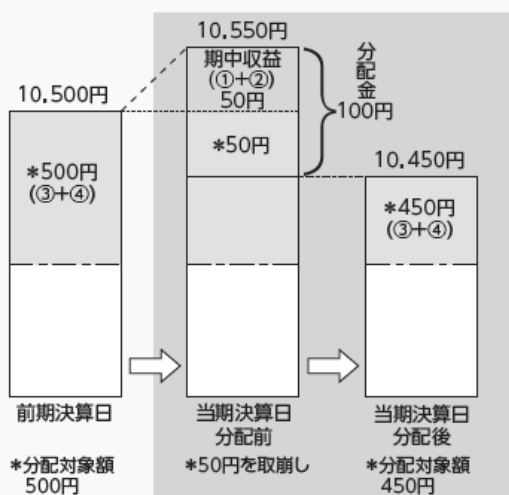 10,550円
期中収益
(①+②)
50円
分配金
100円
10,500円
*50円
*500円
(③+④)
10,450円
*450円
(③+④)
前期決算日
当期決算日
分配前
当期決算日
分配後
*分配対象額
500円
*50円を取崩し
*分配対象額
450円